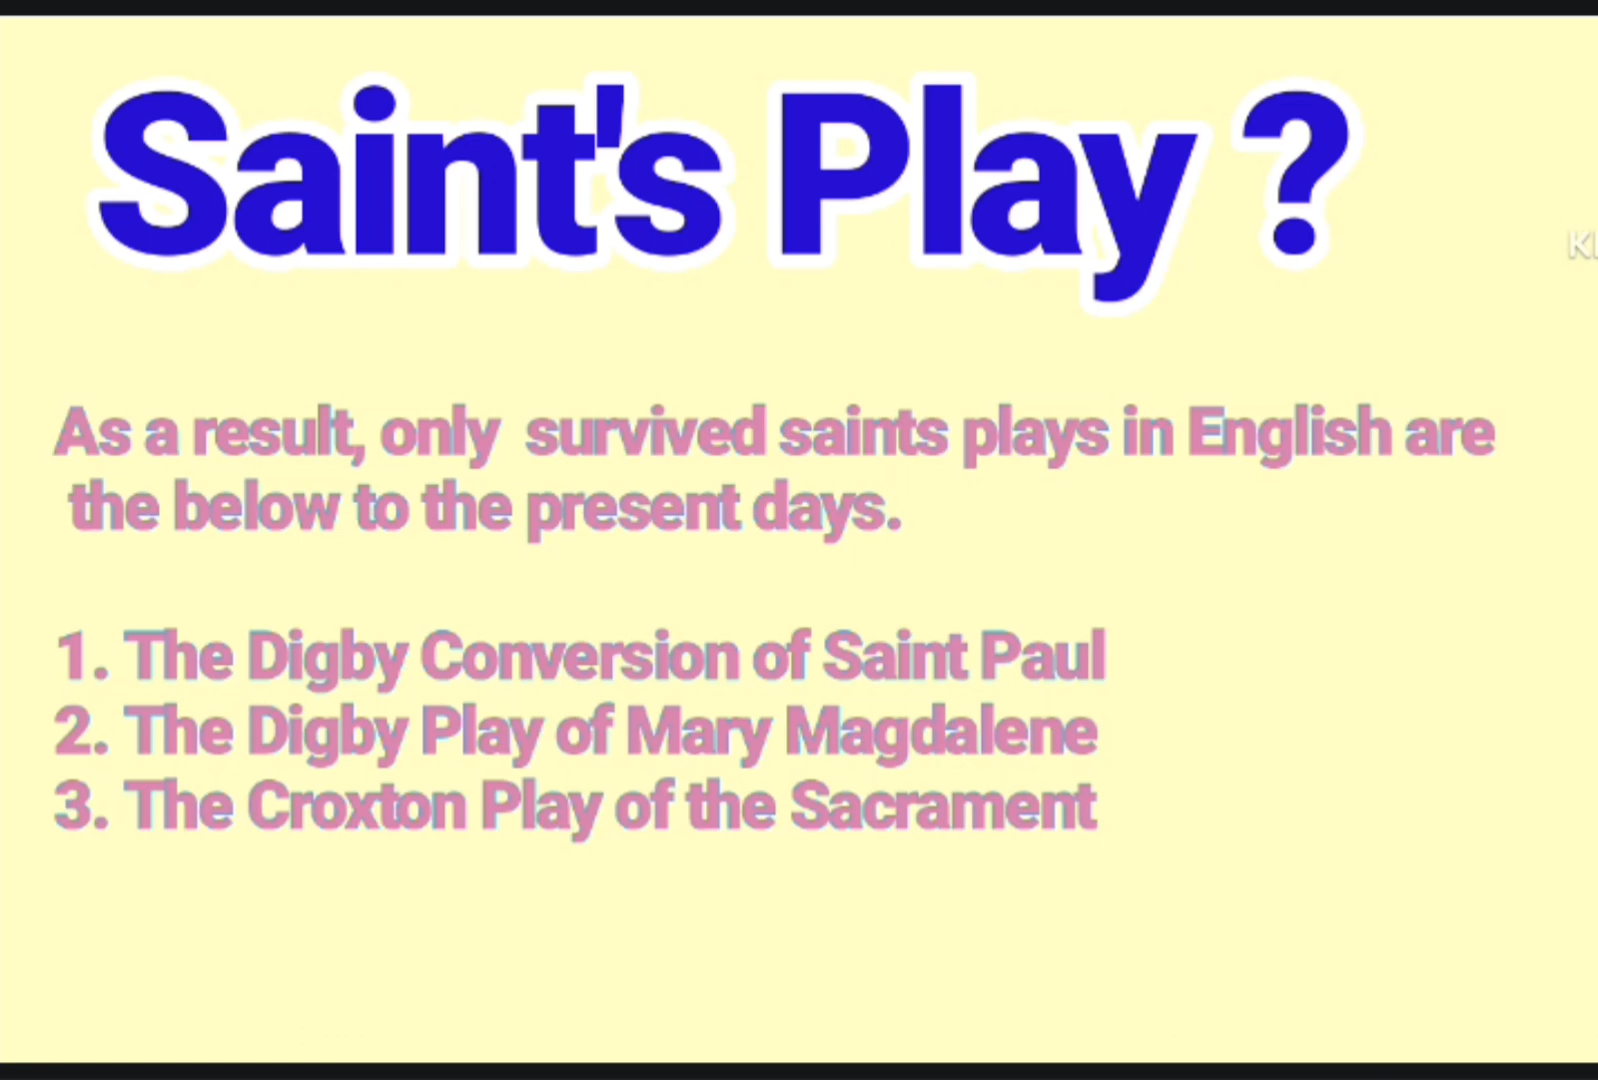 Saint's Play ?
As a result, only survived saints plays in English are
the below to the present days.
1. The Digby Conversion of Saint Paul
2. The Digby Play of Mary Magdalene
3. The Croxton Play of the Sacrament